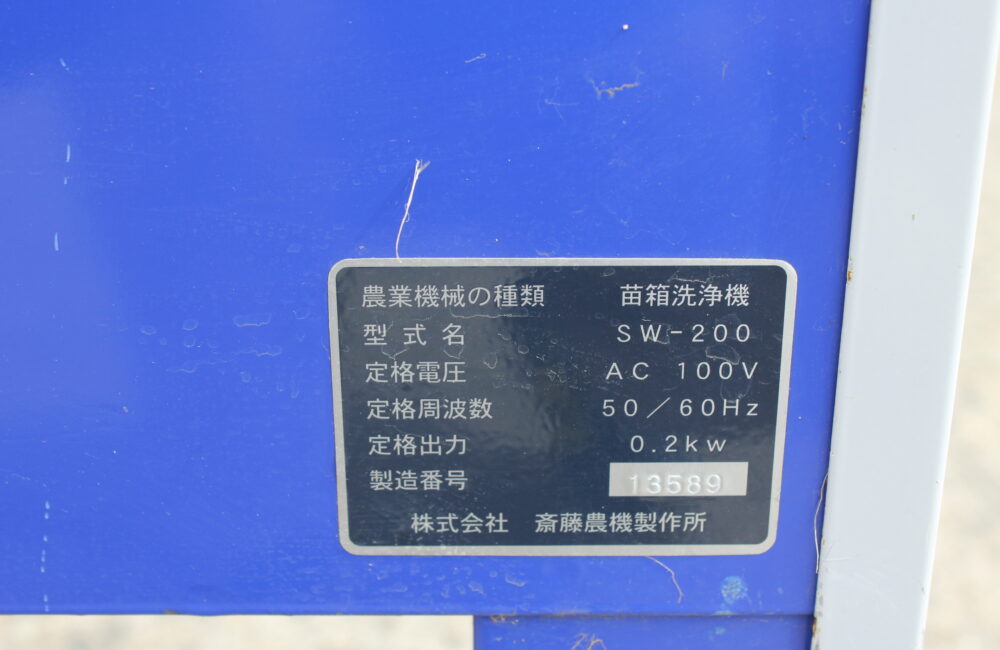 農業機械の種類 苗箱洗浄機
型式名 SW-200
定格電圧 AC 100V
定格周波数 50/60Hz
定格出力 0.2kw
製造番号 13589
株式会社 斎藤農機製作所